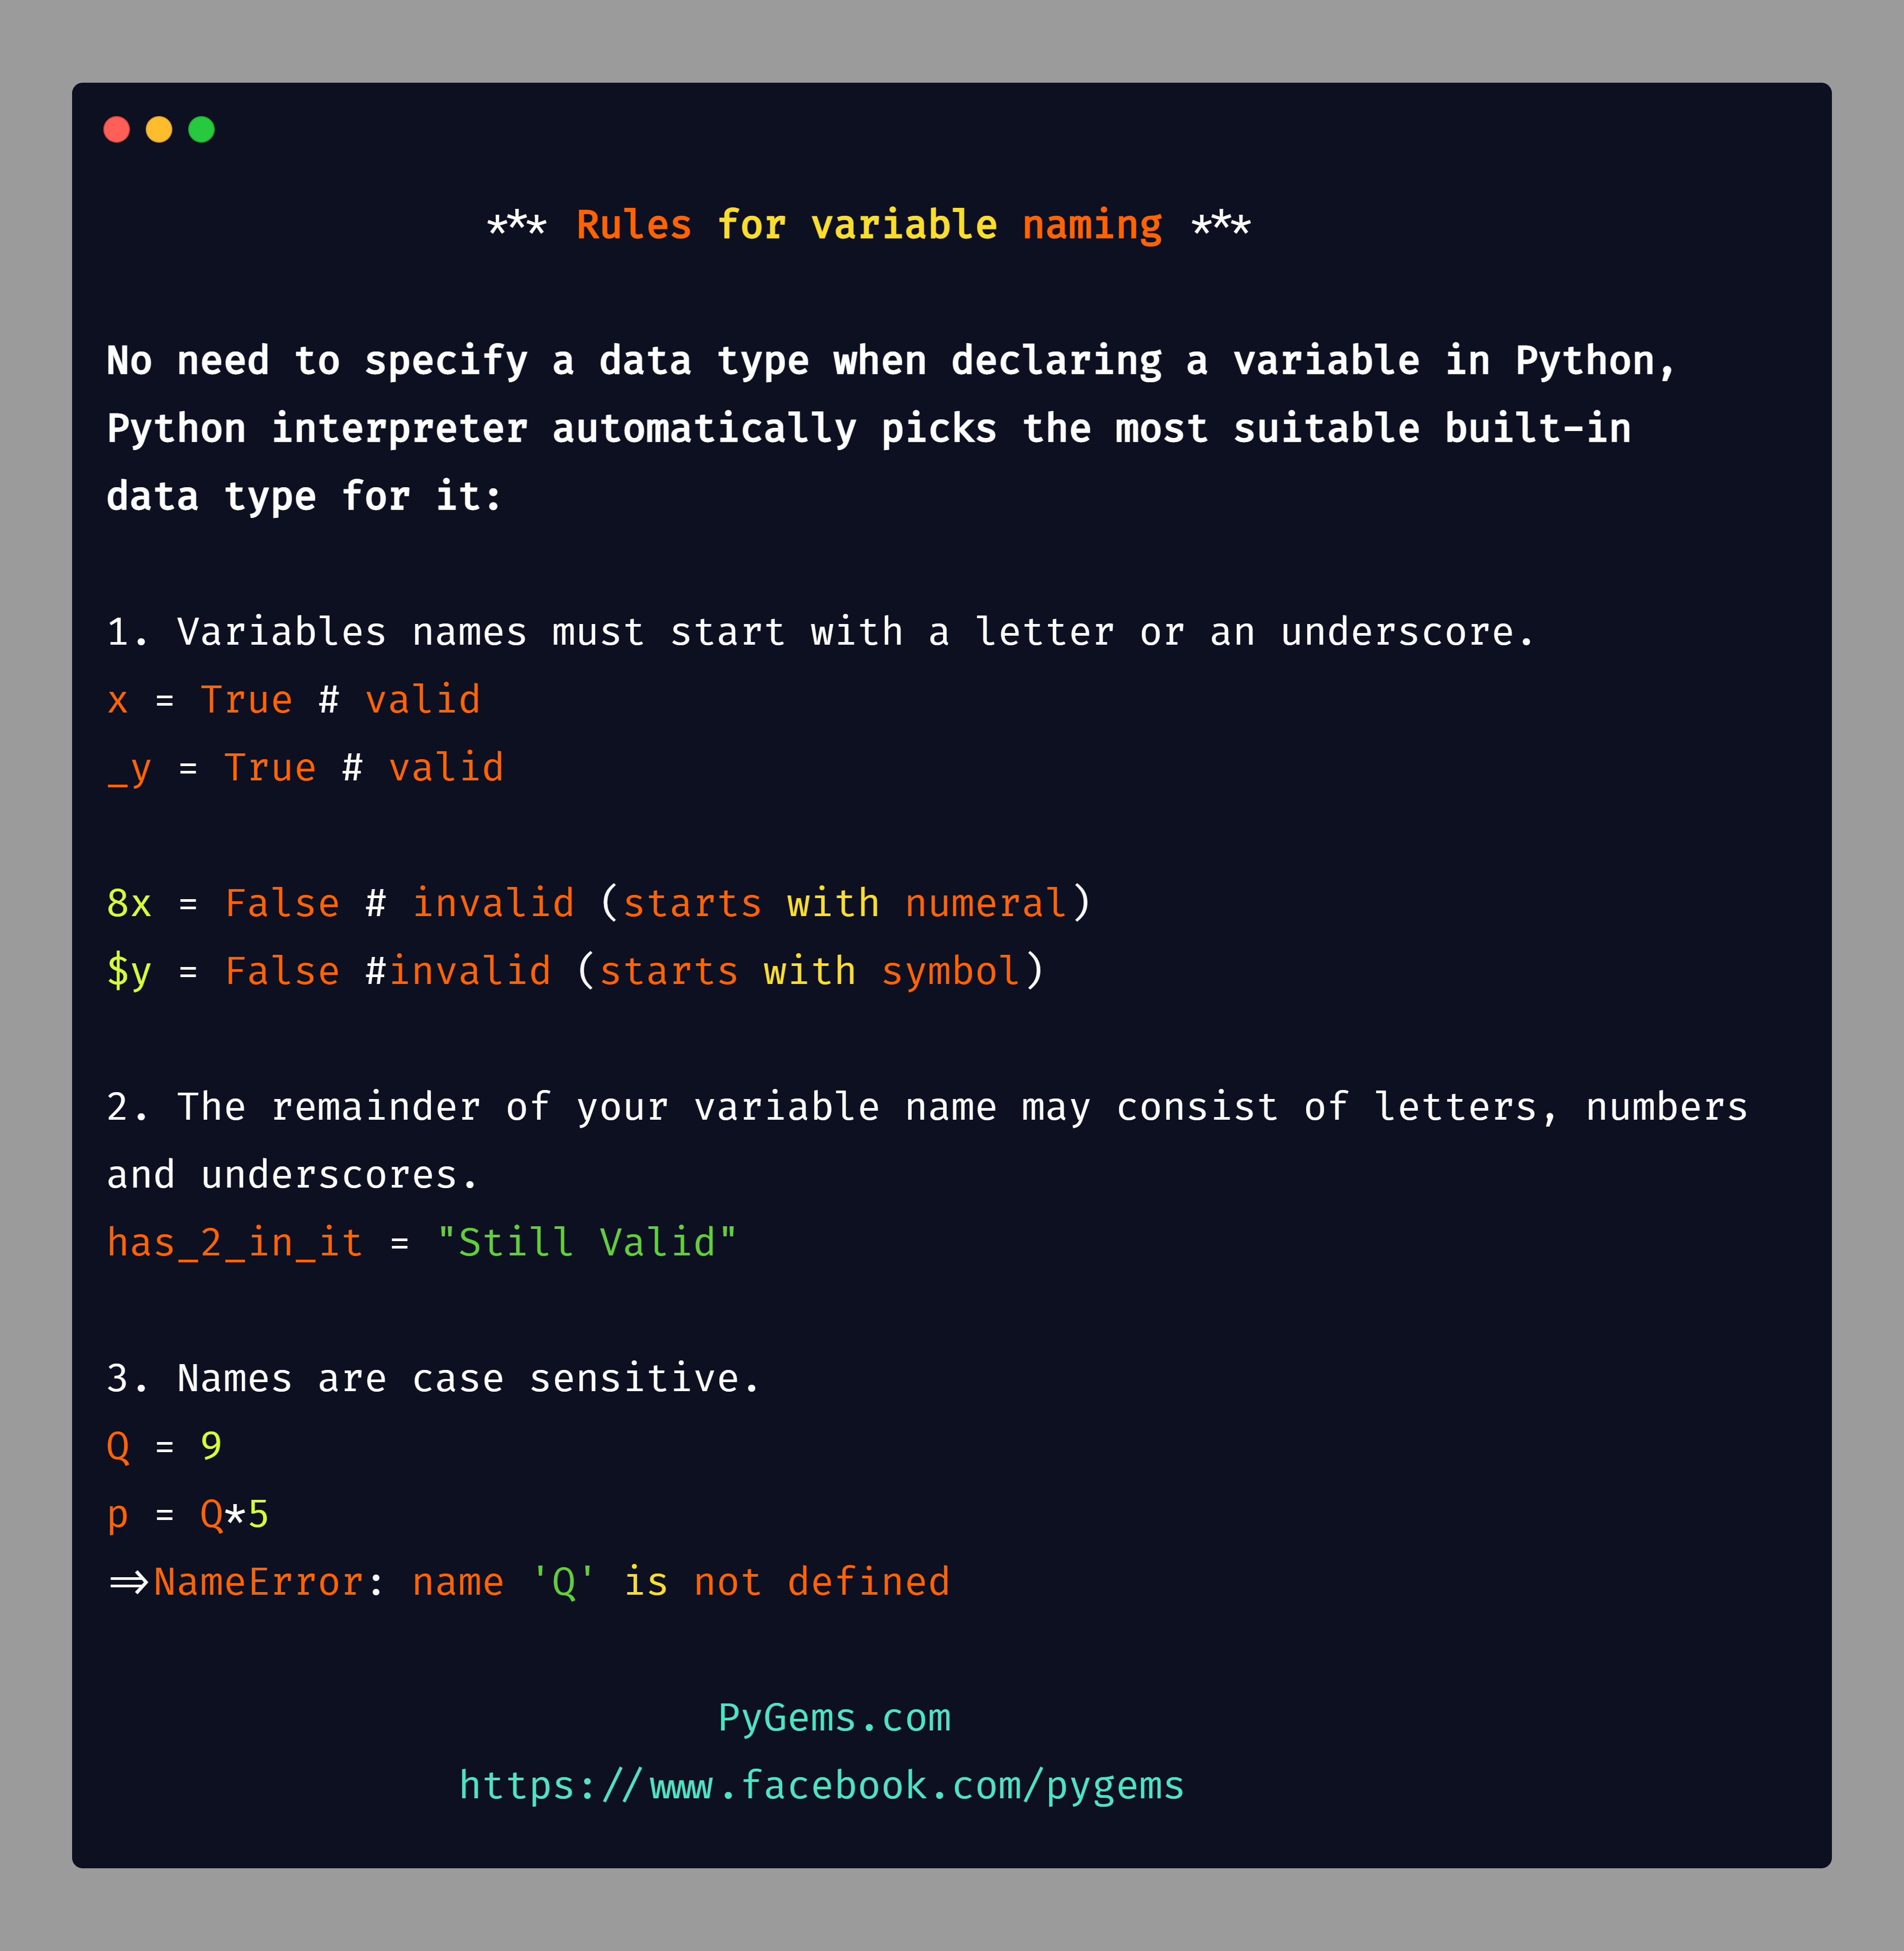 *** Rules for variable naming ***
No need to specify a data type when declaring a variable in Python,
Python interpreter automatically picks the most suitable built-in
data type for it:
1. Variables names must start with a letter or an underscore.
x = True # valid
_y = True # valid
8x = False # invalid (starts with numeral)
$y = False #invalid (starts with symbol)
2. The remainder of your variable name may consist of letters, numbers
and underscores.
has_2_in_it = "Still Valid"
3. Names are case sensitive.
Q = 9
p = Q*5
=>NameError: name 'Q' is not defined
PyGems.com
https://www.facebook.com/pygems